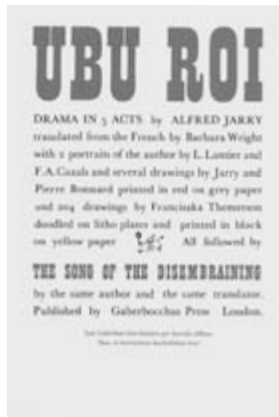 UBU ROI
DRAMA IN 5 ACTS by ALFRED JARRY
translated from the French by Barbara Wright
with 2 portraits of the author by L. Lantier and
F.A. Cazals and several drawings by Jarry and
Pierre Bonnard printed in red on grey paper
and 204 drawings by Franciszka Themerson
doodled on litho plates and printed in black
on yellow paper All followed by
THE SONG OF THE DISEMBRAINING
by the same author and the same translator.
Published by Gaberbocchus Press London.